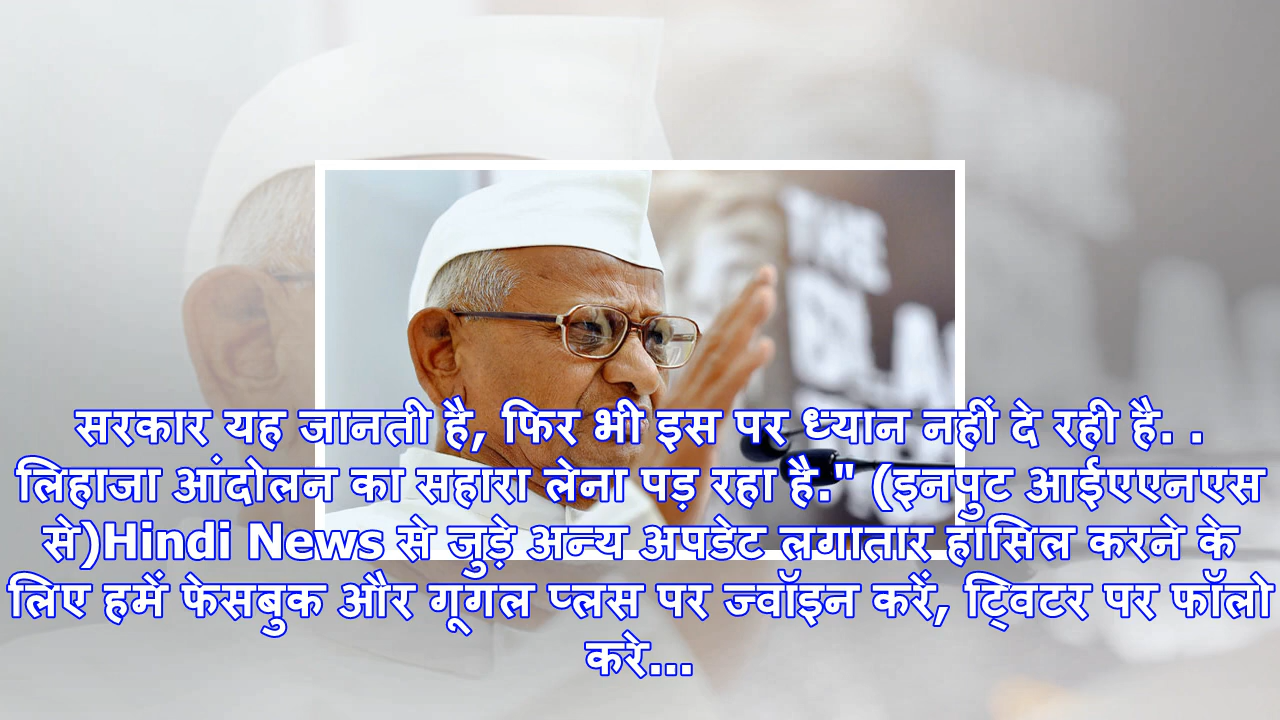 THE
सरकार यह जानती है, फिर भी इस पर ध्यान नहीं दे रही है. .
लिहाजा आंदोलन का सहारा लेना पड़ रहा है." (इनपुट आईएएनएस
से)Hindi News से जुड़े अन्य अपडेट लगातार हासिल करने के
लिए हमें फेसबुक और गूगल प्लस पर ज्वॉइन करें, ट्विटर पर फॉलो
करे...